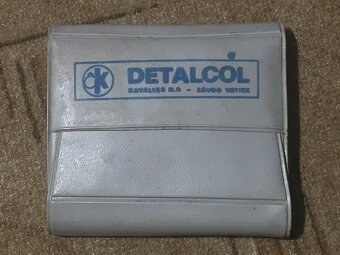 DETALCOL
KAVALIER N.P. - ZÁVOD VOTICE